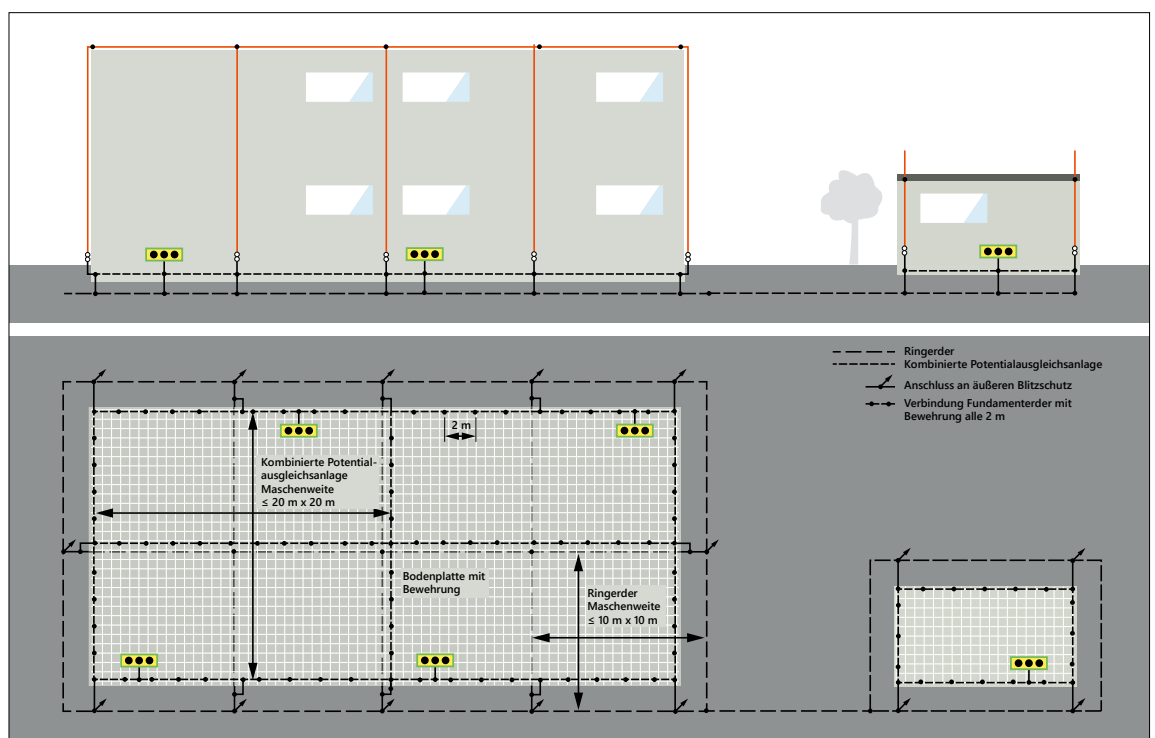 Ringerder
Kombinierte Potentialausgleichsanlage
Anschluss an äußeren Blitzschutz
Verbindung Fundamenterder mit
Bewehrung alle 2 m
2 m
Kombinierte Potential-
ausgleichsanlage
Maschenweite
≤ 20 m x 20 m
Bodenplatte mit
Bewehrung
Ringerder
Maschenweite
≤ 10 m x 10 m